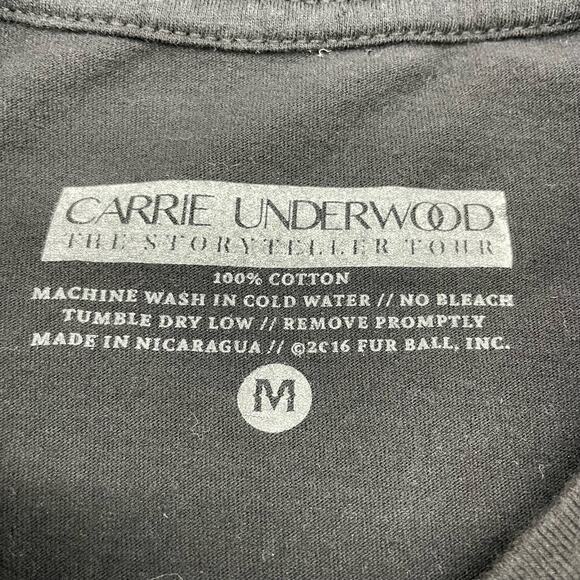 CARRIE UNDERWOOD
THE STORYTELLER TOUR
100% COTTON
MACHINE WASH IN COLD WATER // NO BLEACH
TUMBLE DRY LOW // REMOVE PROMPTLY
MADE IN NICARAGUA // ©2016 FUR BALL, INC.
M